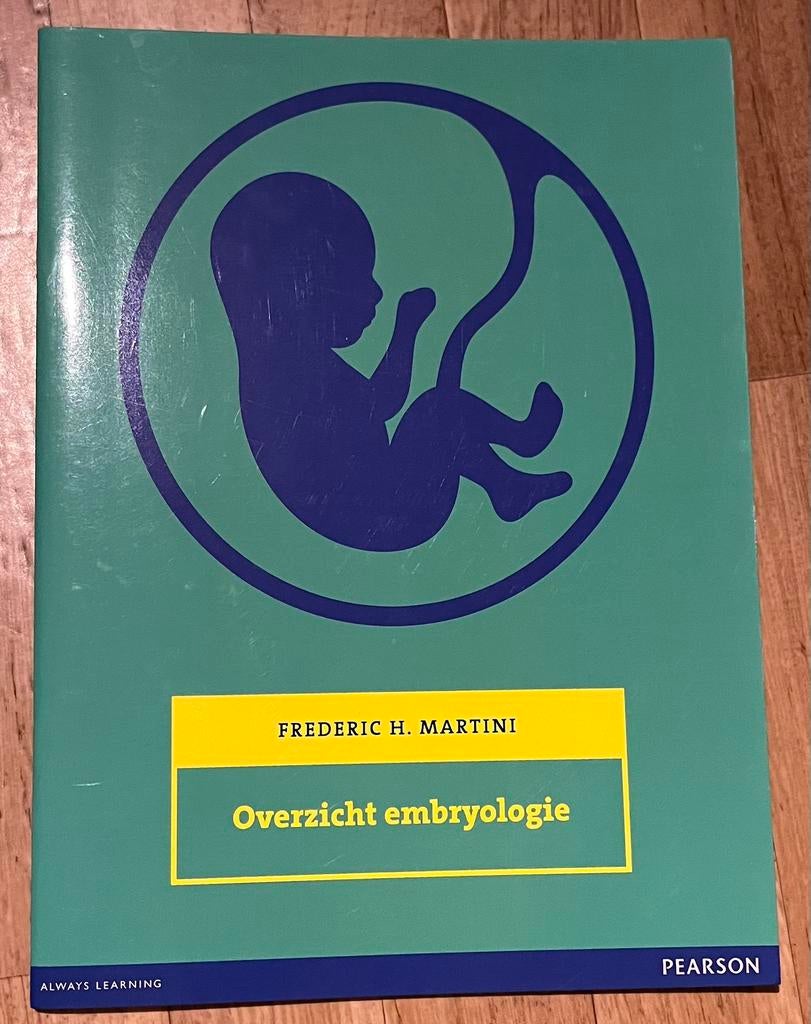 FREDERIC H. MARTINI
Overzicht embryologie
ALWAYS LEARNING
PEARSON